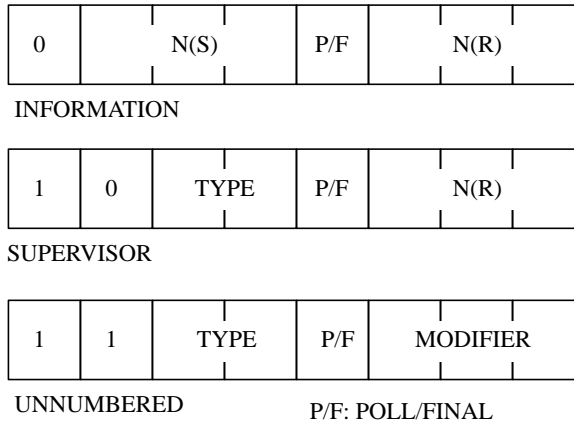 0 N(S) P/F N(R)
INFORMATION
1 0 TYPE P/F N(R)
SUPERVISOR
1 1 TYPE P/F MODIFIER
UNNUMBERED P/F: POLL/FINAL